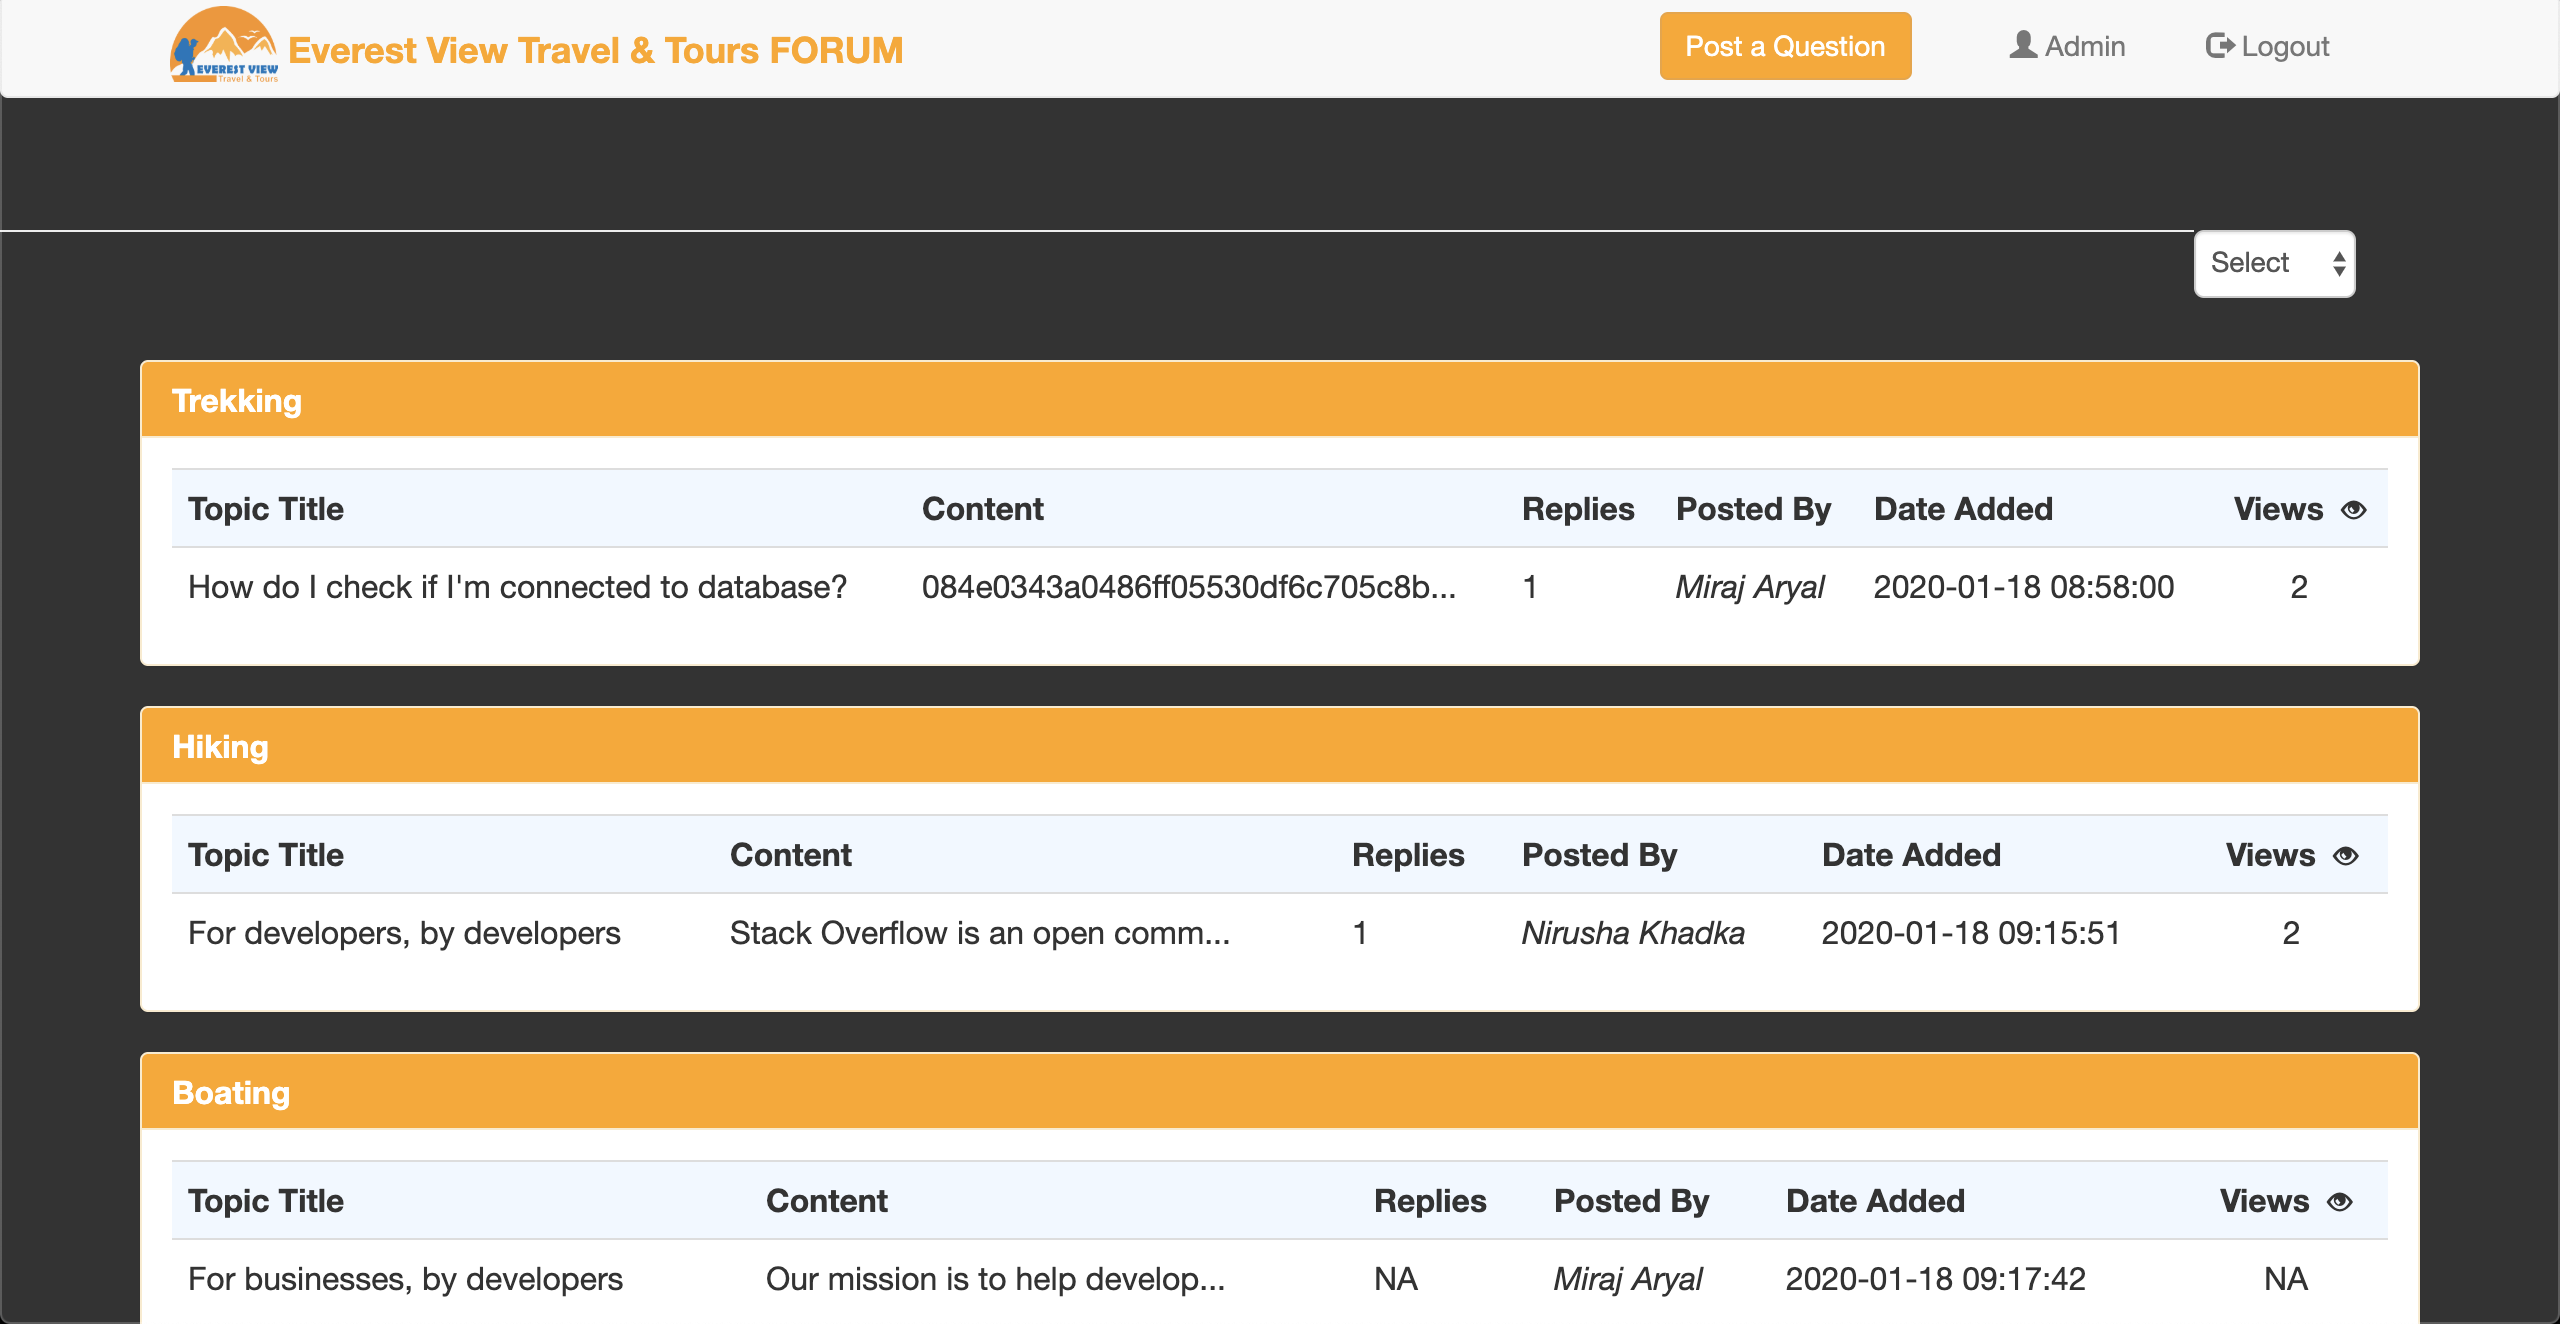 EVEREST VIEW
Travel & Tours
Everest View Travel & Tours FORUM
Post a Question
Admin
Logout
Select
Trekking
Topic Title Content Replies Posted By Date Added Views
How do I check if I'm connected to database? 084e0343a0486ff05530df6c705c8b... 1 Miraj Aryal 2020-01-18 08:58:00 2
Hiking
Topic Title Content Replies Posted By Date Added Views
For developers, by developers Stack Overflow is an open comm... 1 Nirusha Khadka 2020-01-18 09:15:51 2
Boating
Topic Title Content Replies Posted By Date Added Views
For businesses, by developers Our mission is to help develop... NA Miraj Aryal 2020-01-18 09:17:42 NA